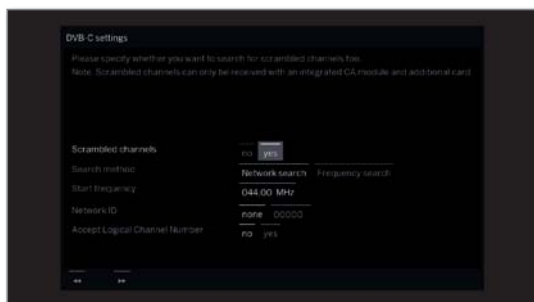 DVB-C settings
Please specify whether you want to search for scrambled channels too.
Note: Scrambled channels can only be received with an integrated CA module and additional card
Scrambled channels no yes
Search method Network search Frequency search
Start frequency 044.00 MHz
Network ID none 00000
Accept Logical Channel Number no yes